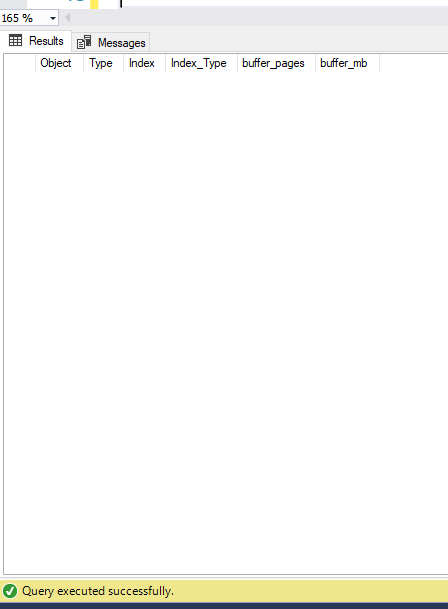 165 %
Results Messages
Object Type Index Index_Type buffer_pages buffer_mb
Query executed successfully.